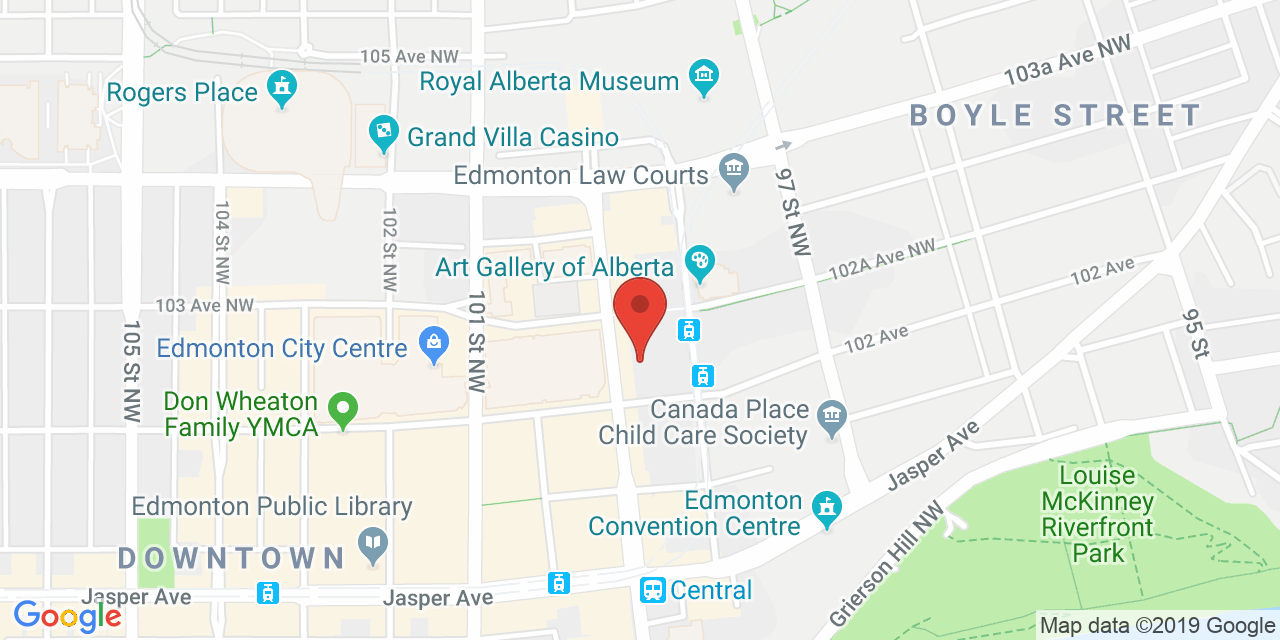 105 Ave NW
103a Ave NW
Royal Alberta Museum
Rogers Place
BOYLE STREET
Grand Villa Casino
Edmonton Law Courts
97 St NW
104 St NW
102 St NW
Art Gallery of Alberta
102A Ave NW
102 Ave
103 Ave NW
101 St NW
105 St NW
95 St
102 Ave
Edmonton City Centre
Don Wheaton
Family YMCA
Canada Place
Child Care Society
Jasper Ave
Louise
McKinney
Riverfront
Park
Edmonton
Convention Centre
Edmonton Public Library
Grierson Hill NW
DOWNTOWN
Jasper Ave
Jasper Ave
Central
Google
Map data ©2019 Google